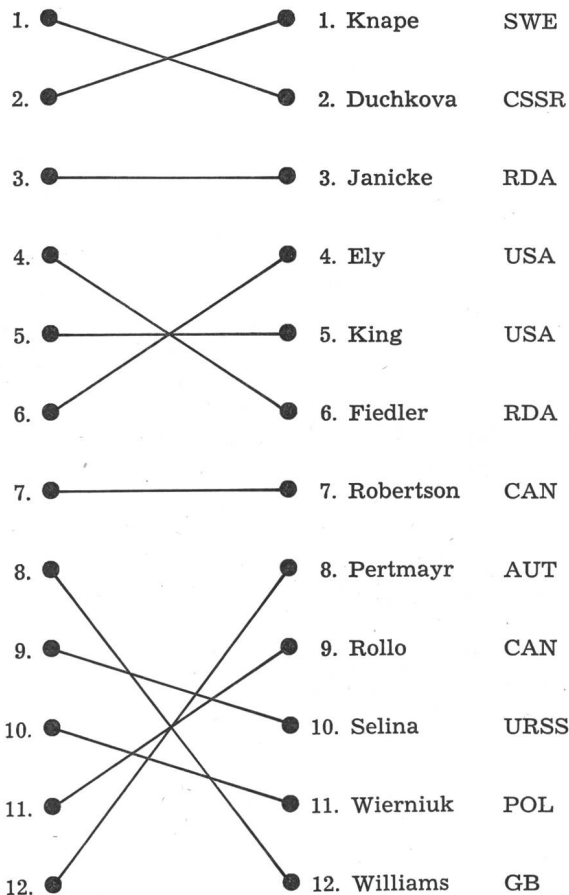 1. 1. Knape SWE
2. 2. Duchkova CSSR
3. 3. Janicke RDA
4. 4. Ely USA
5. 5. King USA
6. 6. Fiedler RDA
7. 7. Robertson CAN
8. 8. Pertmayr AUT
9. 9. Rollo CAN
10. 10. Selina URSS
11. 11. Wierniuk POL
12. 12. Williams GB